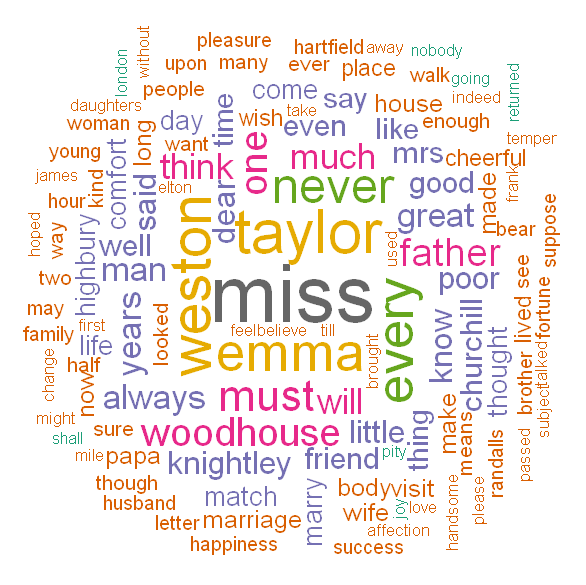 pleasure
hartfield
away
nobody
without
london
upon
many
ever
place
walk
going
returned
people
come
indeed
daughters
wish
take
say
house
enough
woman
long
day
time
even
like
temper
want
one
think
much
mrs
cheerful
young
elton
kind
comfort
said
dear
never
good
made
frank
james
hour
weston
taylor
great
used
bear
suppose
hoped
way
highbury
well
man
father
see
two
years
miss
poor
lived
fortune
may
first
looked
feel
believe
till
every
know
churchill
thought
brother
talked
subject
family
life
half
emma
brought
change
now
always
must
will
little
thing
make
means
might
shall
sure
woodhouse
randalls
passed
mile
papa
knightley
friend
pity
though
match
marry
body
visit
handsome
please
husband
joy
love
letter
marriage
wife
affection
happiness
success